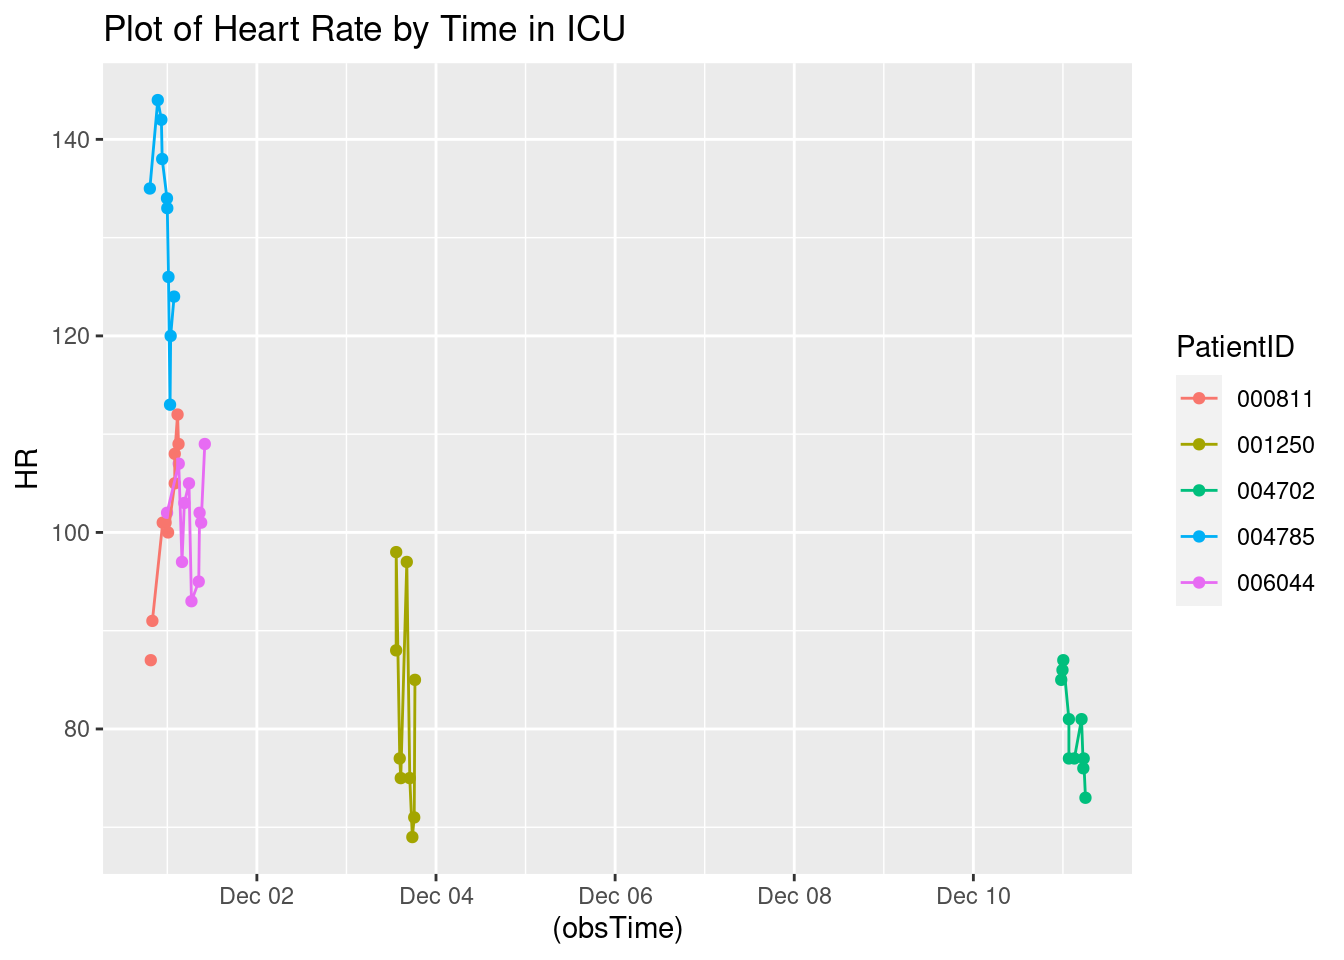 Plot of Heart Rate by Time in ICU
140
120
100
80
HR
Dec 02 Dec 04 Dec 06 Dec 08 Dec 10
(obsTime)
PatientID
000811
001250
004702
004785
006044